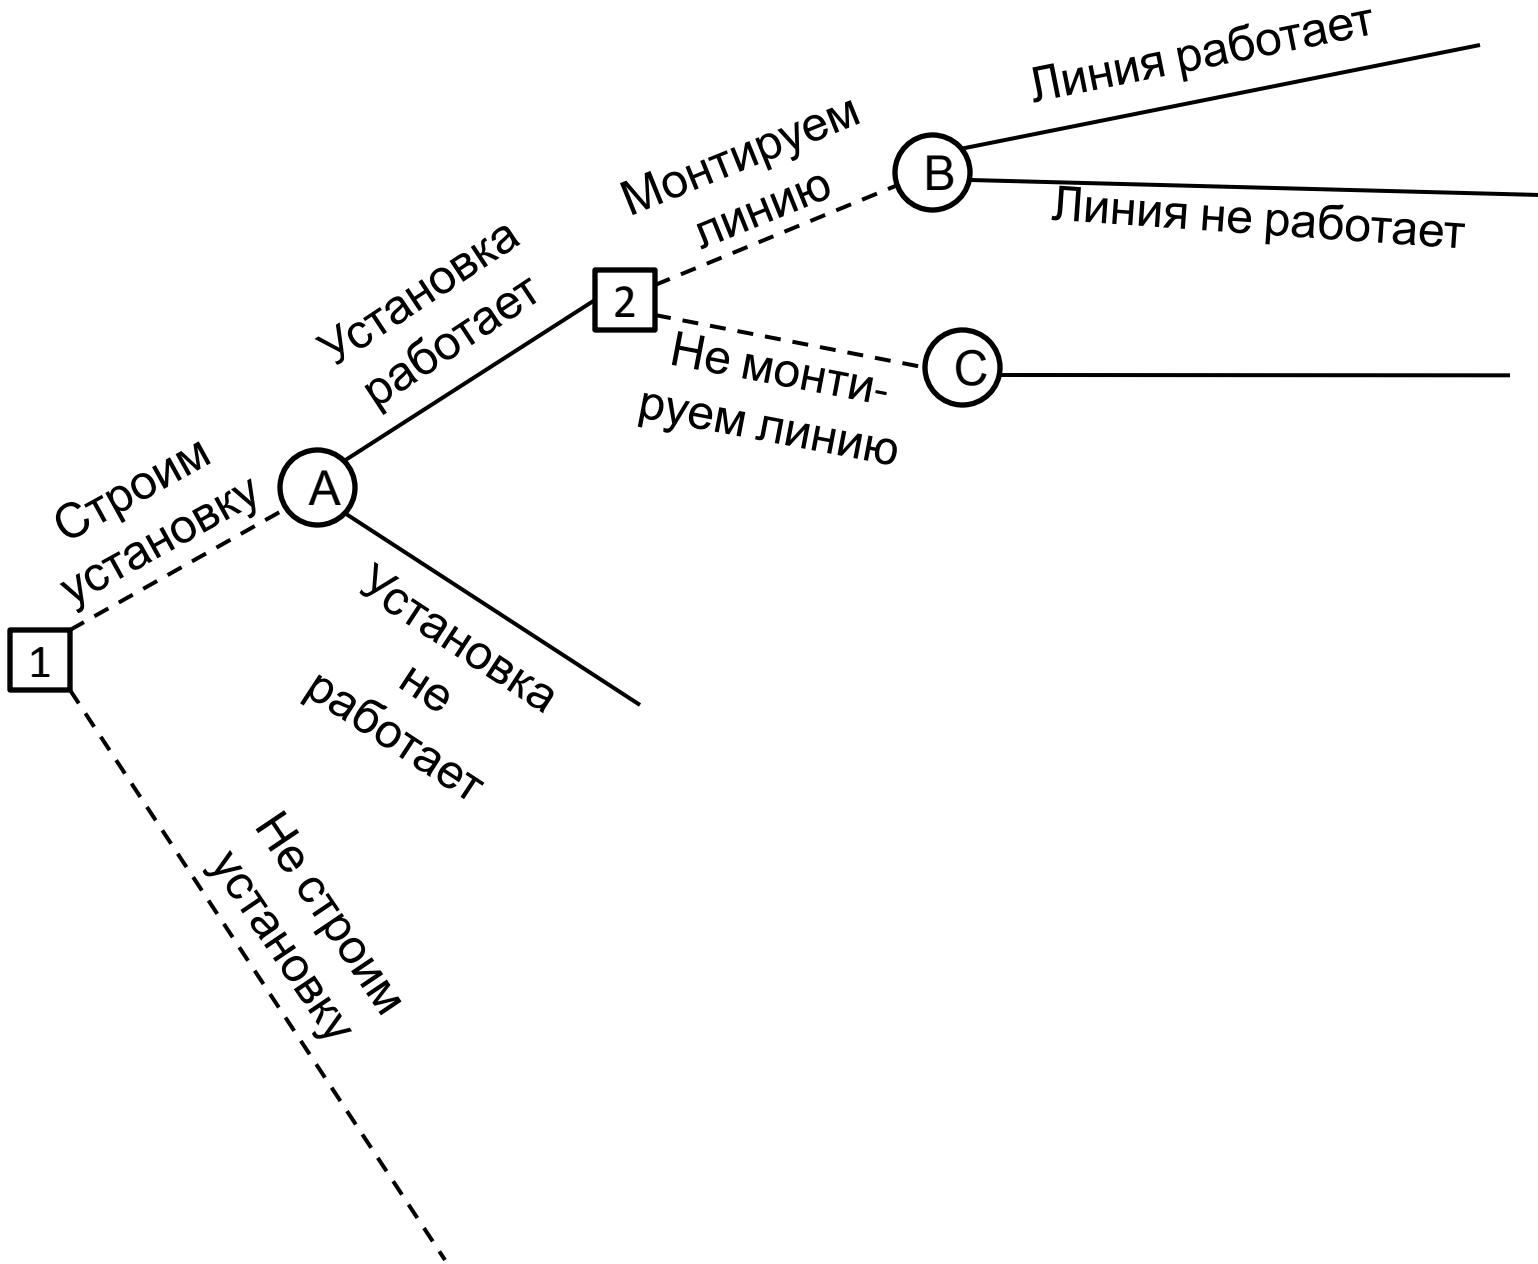 Линия работает
Монтируем
линию
B
Линия не работает
Установка
работает
2
Не монти-
руем линию
C
Строим
установку
A
Установка
не
работает
1
Не строим
установку